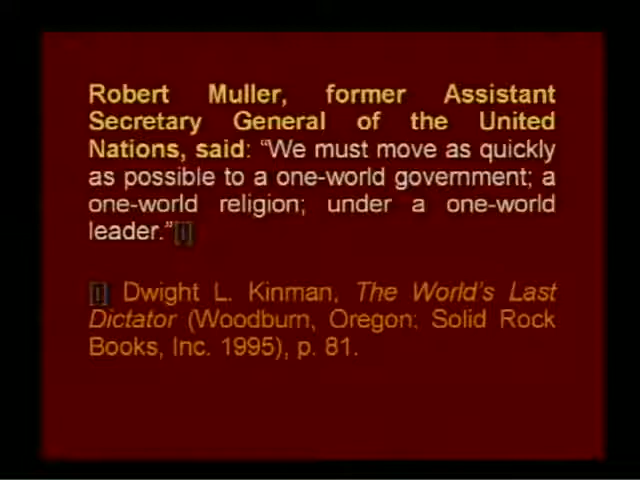 Robert Muller, former Assistant
Secretary General of the United
Nations, said: “We must move as quickly
as possible to a one-world government; a
one-world religion; under a one-world
leader.”[i]
[i] Dwight L. Kinman, The World’s Last
Dictator (Woodburn, Oregon: Solid Rock
Books, Inc. 1995), p. 81.